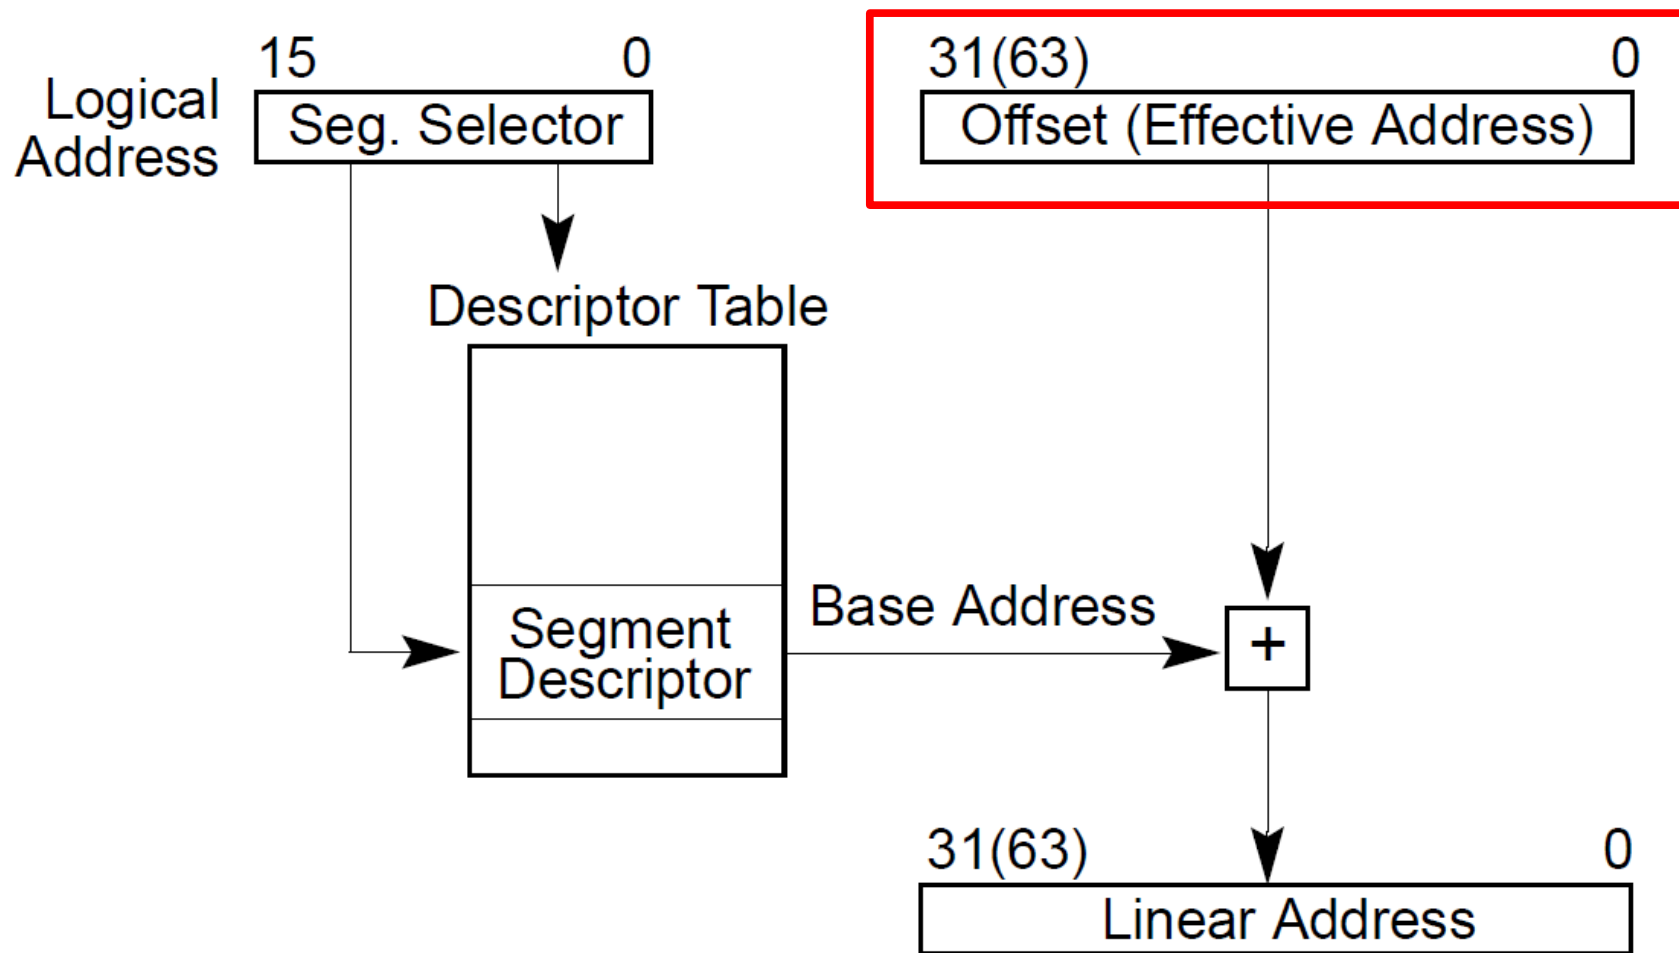 15 0
31(63) 0
Logical
Address
Seg. Selector
Offset (Effective Address)
Descriptor Table
Segment
Descriptor
Base Address
+
31(63) 0
Linear Address